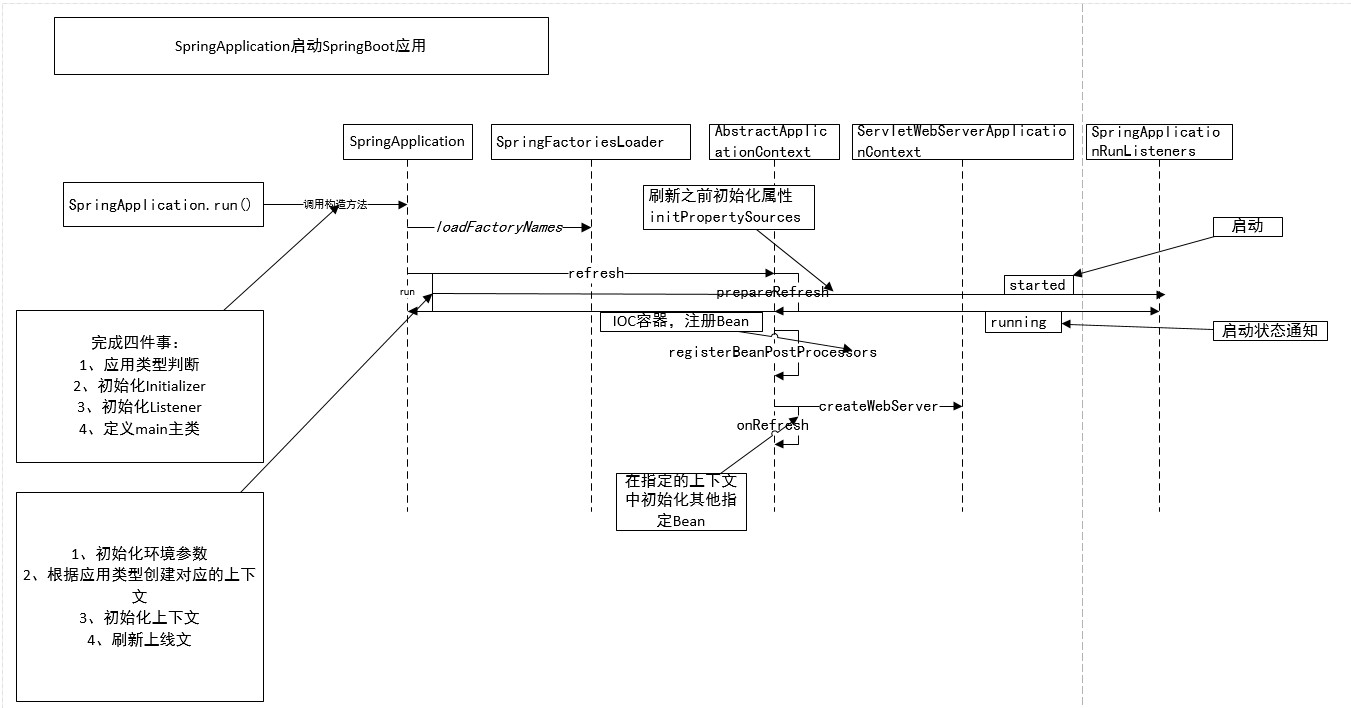 SpringApplication启动SpringBoot应用
SpringApplication
SpringFactoriesLoader
AbstractApplic
ationContext
ServletWebServerApplicatio
nContext
SpringApplicatio
nRunListeners
SpringApplication.run()
调用构造方法
刷新之前初始化属性
initPropertySources
loadFactoryNames
启动
refresh
started
run
prepareRefresh
IOC容器，注册Bean
running
启动状态通知
registerBeanPostProcessors
完成四件事：
1、应用类型判断
2、初始化Initializer
3、初始化Listener
4、定义main主类
createWebServer
onRefresh
在指定的上下文
中初始化其他指
定Bean
1、初始化环境参数
2、根据应用类型创建对应的上下
文
3、初始化上下文
4、刷新上线文